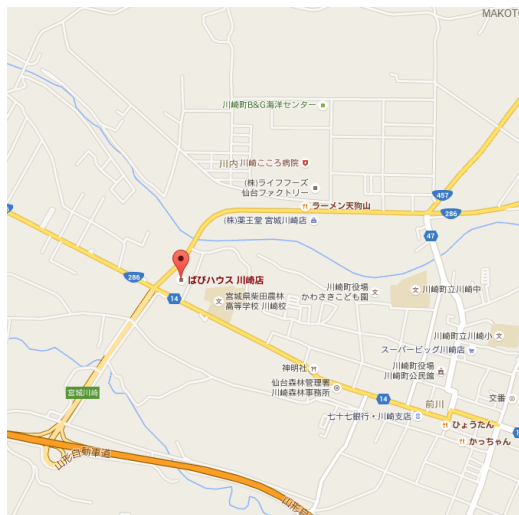 MAKOTO
川崎町B&G海洋センター
川内
川崎こころ病院
(株)ライフフーズ
仙台ファクトリー
457
ラーメン天狗山
286
(株)薬王堂 宮城川崎店
47
286
ぱぴハウス 川崎店
14
宮城県柴田農林
高等学校 川崎校
川崎町役場
かわさきこども園
川崎町立川崎中
川崎町立川崎小
スーパービッグ川崎店
神明社
川崎町役場
川崎町公民館
仙台森林管理署
川崎森林事務所
宮城川崎
14
前川
交番
七十七銀行・川崎支店
ひょうたん
かっちゃん
山形自動車道
山形自